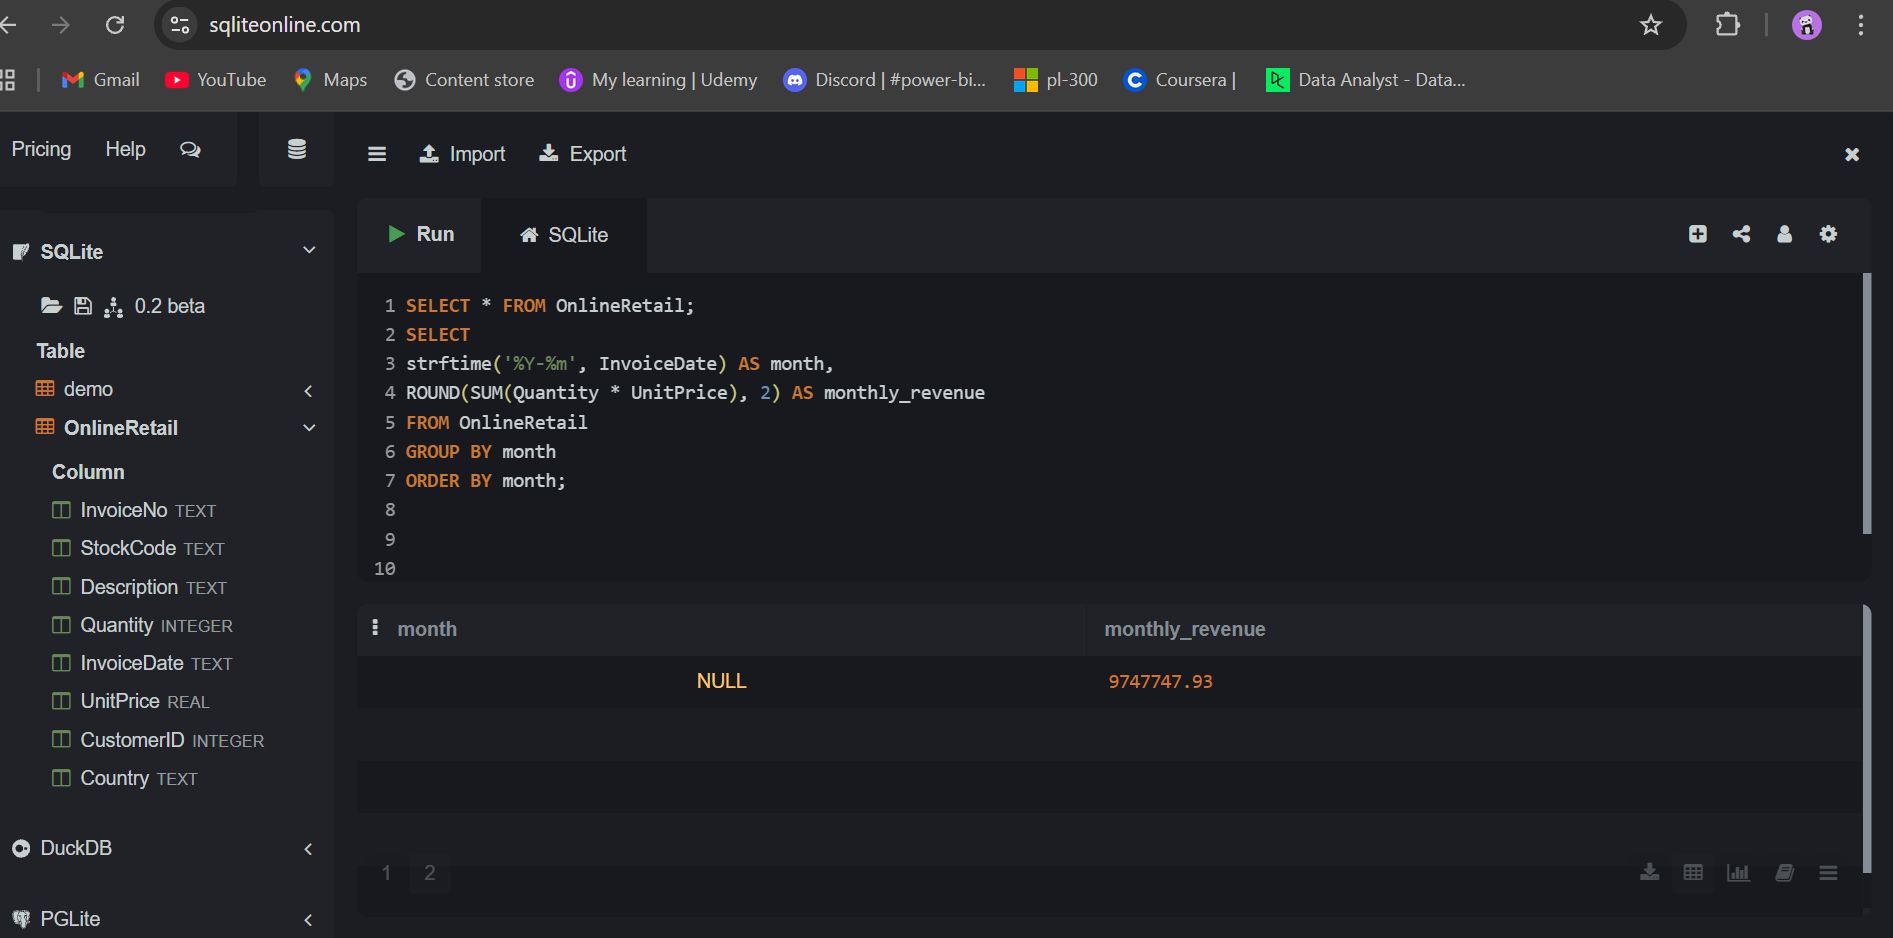 sqliteonline.com
Gmail YouTube Maps Content store My learning | Udemy Discord | #power-bi... pl-300 Coursera | Data Analyst - Data...
Pricing Help Import Export
Run SQLite
SQLite
0.2 beta
Table
demo
OnlineRetail
Column
InvoiceNo TEXT
StockCode TEXT
Description TEXT
Quantity INTEGER
InvoiceDate TEXT
UnitPrice REAL
CustomerID INTEGER
Country TEXT
DuckDB
PGLite
1 SELECT * FROM OnlineRetail;
2 SELECT
3 strftime('%Y-%m', InvoiceDate) AS month,
4 ROUND(SUM(Quantity * UnitPrice), 2) AS monthly_revenue
5 FROM OnlineRetail
6 GROUP BY month
7 ORDER BY month;
8
9
10
month monthly_revenue
NULL 9747747.93
1 2